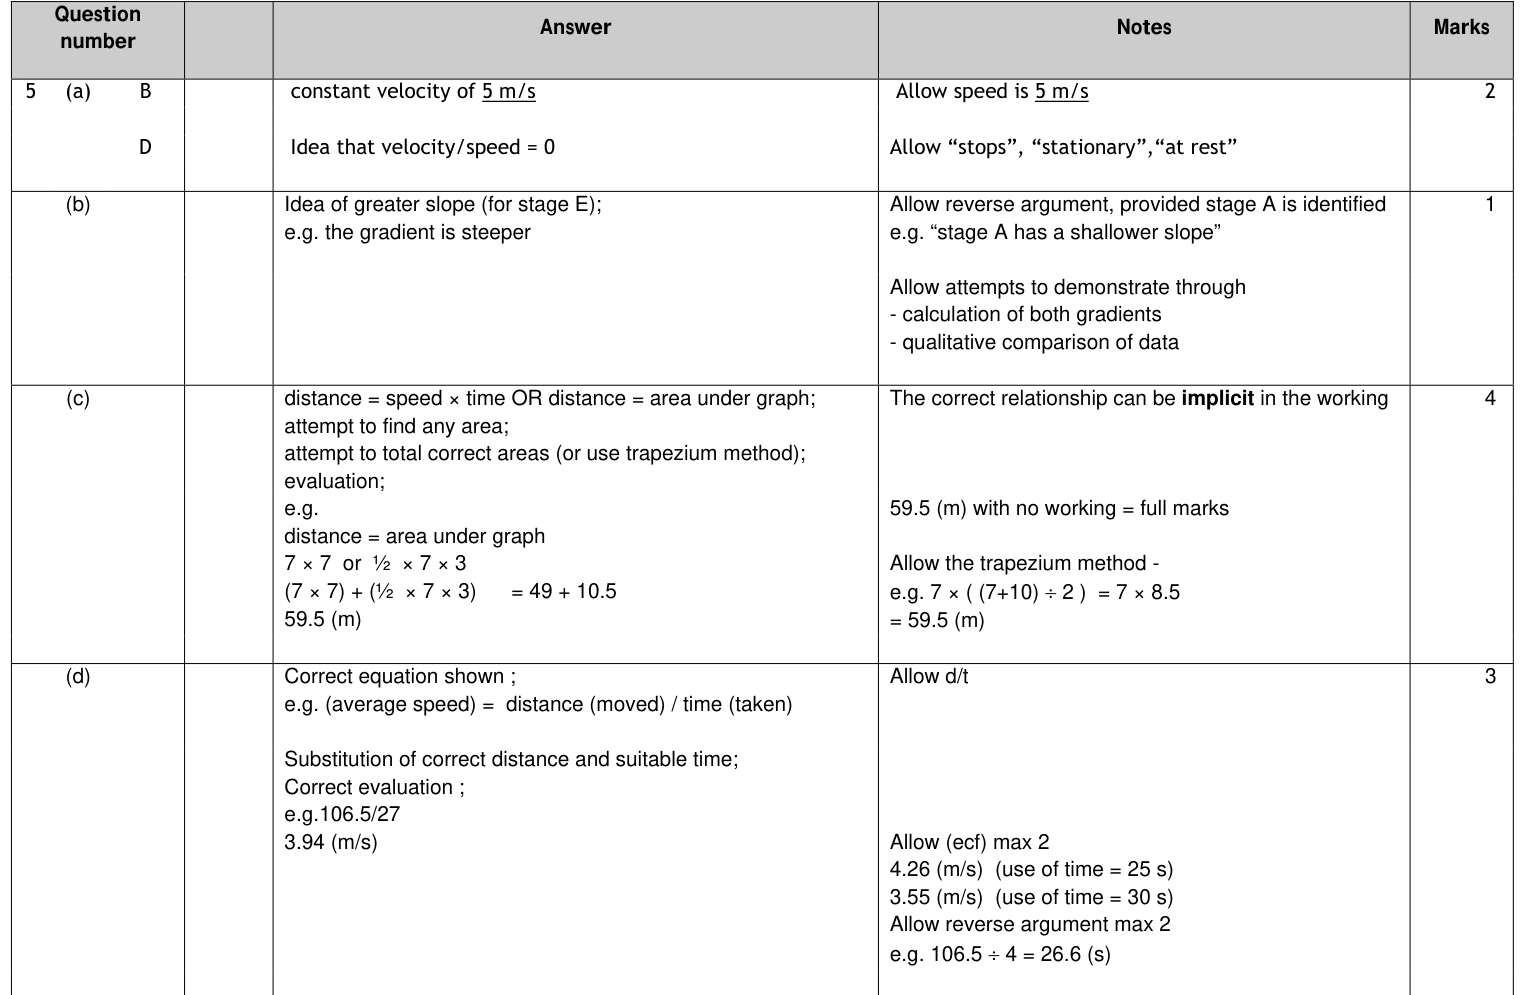 Question number
Answer
Notes
Marks
5 (a) B constant velocity of 5 m/s Allow speed is 5 m/s 2
D Idea that velocity/speed = 0 Allow “stops”, “stationary”,“at rest”
(b) Idea of greater slope (for stage E); Allow reverse argument, provided stage A is identified 1
e.g. the gradient is steeper e.g. “stage A has a shallower slope”
Allow attempts to demonstrate through
- calculation of both gradients
- qualitative comparison of data
(c) distance = speed × time OR distance = area under graph; The correct relationship can be implicit in the working 4
attempt to find any area;
attempt to total correct areas (or use trapezium method);
evaluation;
e.g. 59.5 (m) with no working = full marks
distance = area under graph
7 × 7 or ½ × 7 × 3 Allow the trapezium method -
(7 × 7) + (½ × 7 × 3) = 49 + 10.5 e.g. 7 × ( (7+10) ÷ 2 ) = 7 × 8.5
59.5 (m) = 59.5 (m)
(d) Correct equation shown ; Allow d/t 3
e.g. (average speed) = distance (moved) / time (taken)
Substitution of correct distance and suitable time;
Correct evaluation ;
e.g.106.5/27
3.94 (m/s) Allow (ecf) max 2
4.26 (m/s) (use of time = 25 s)
3.55 (m/s) (use of time = 30 s)
Allow reverse argument max 2
e.g. 106.5 ÷ 4 = 26.6 (s)